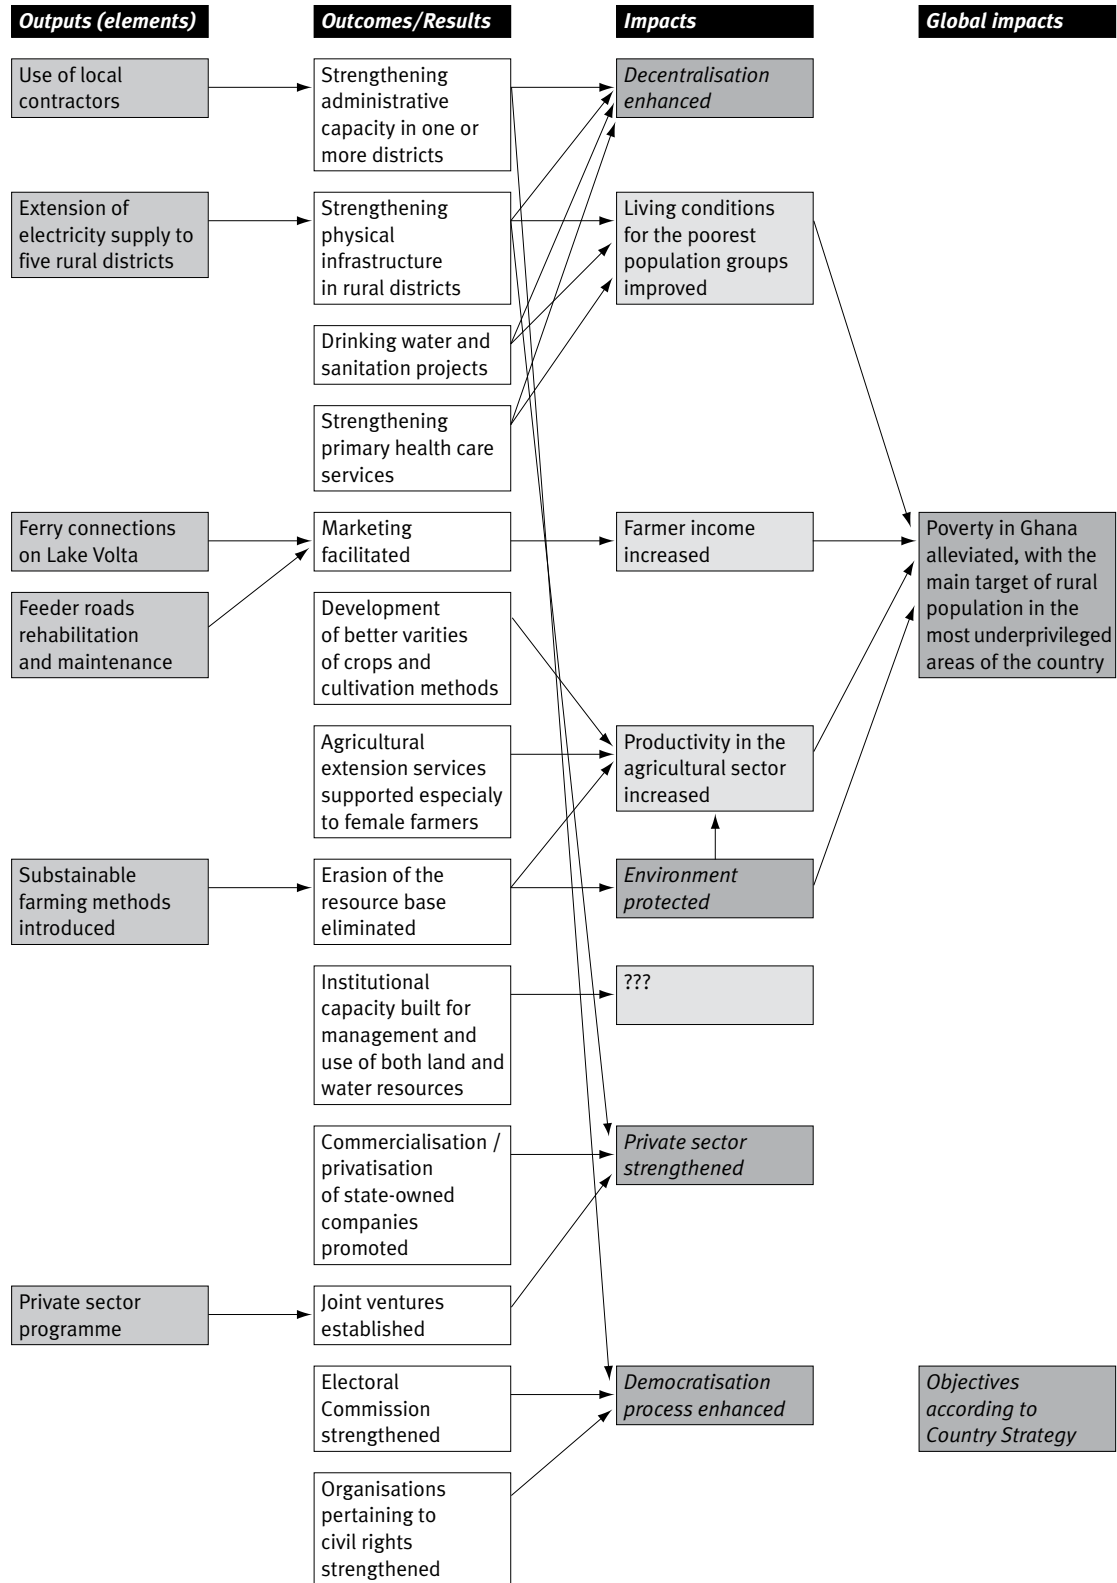 Outputs (elements)
Outcomes/Results
Impacts
Global impacts
Use of local
contractors
Strengthening
administrative
capacity in one or
more districts
Decentralisation
enhanced
Extension of
electricity supply to
five rural districts
Strengthening
physical
infrastructure
in rural districts
Living conditions
for the poorest
population groups
improved
Drinking water and
sanitation projects
Strengthening
primary health care
services
Ferry connections
on Lake Volta
Marketing
facilitated
Farmer income
increased
Poverty in Ghana
alleviated, with the
main target of rural
population in the
most underprivileged
areas of the country
Feeder roads
rehabilitation
and maintenance
Development
of better varities
of crops and
cultivation methods
Agricultural
extension services
supported especialy
to female farmers
Productivity in the
agricultural sector
increased
Substainable
farming methods
introduced
Erasion of the
resource base
eliminated
Environment
protected
Institutional
capacity built for
management and
use of both land and
water resources
???
Commercialisation /
privatisation
of state-owned
companies
promoted
Private sector
strengthened
Private sector
programme
Joint ventures
established
Electoral
Commission
strengthened
Democratisation
process enhanced
Objectives
according to
Country Strategy
Organisations
pertaining to
civil rights
strengthened